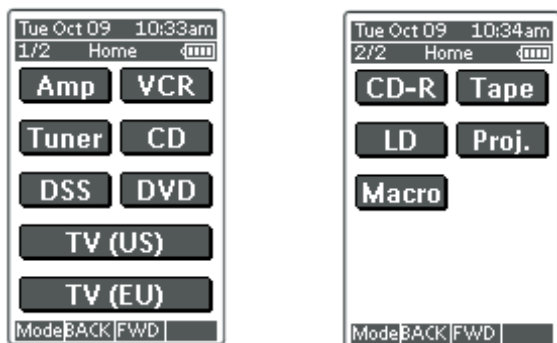 Tue Oct 09 10:33am
1/2 Home
Amp VCR
Tuner CD
DSS DVD
TV (US)
TV (EU)
Mode BACK FWD
Tue Oct 09 10:34am
2/2 Home
CD-R Tape
LD Proj.
Macro
Mode BACK FWD